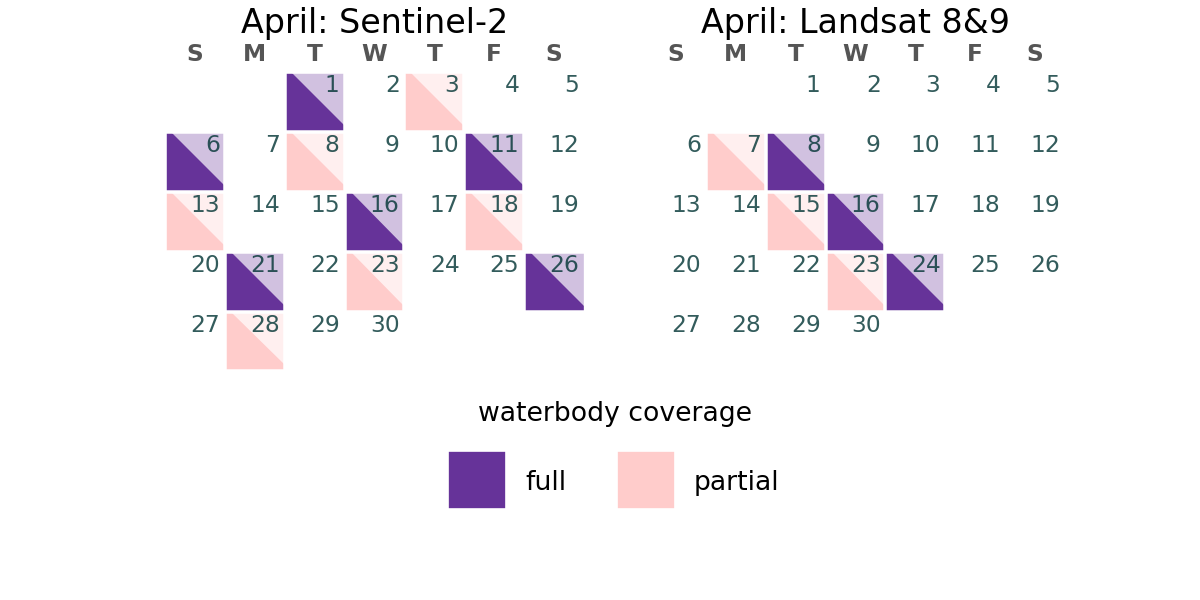 April: Sentinel-2
S M T W T F S
1 2 3 4 5
6 7 8 9 10 11 12
13 14 15 16 17 18 19
20 21 22 23 24 25 26
27 28 29 30
April: Landsat 8&9
S M T W T F S
1 2 3 4 5
6 7 8 9 10 11 12
13 14 15 16 17 18 19
20 21 22 23 24 25 26
27 28 29 30
waterbody coverage
full partial